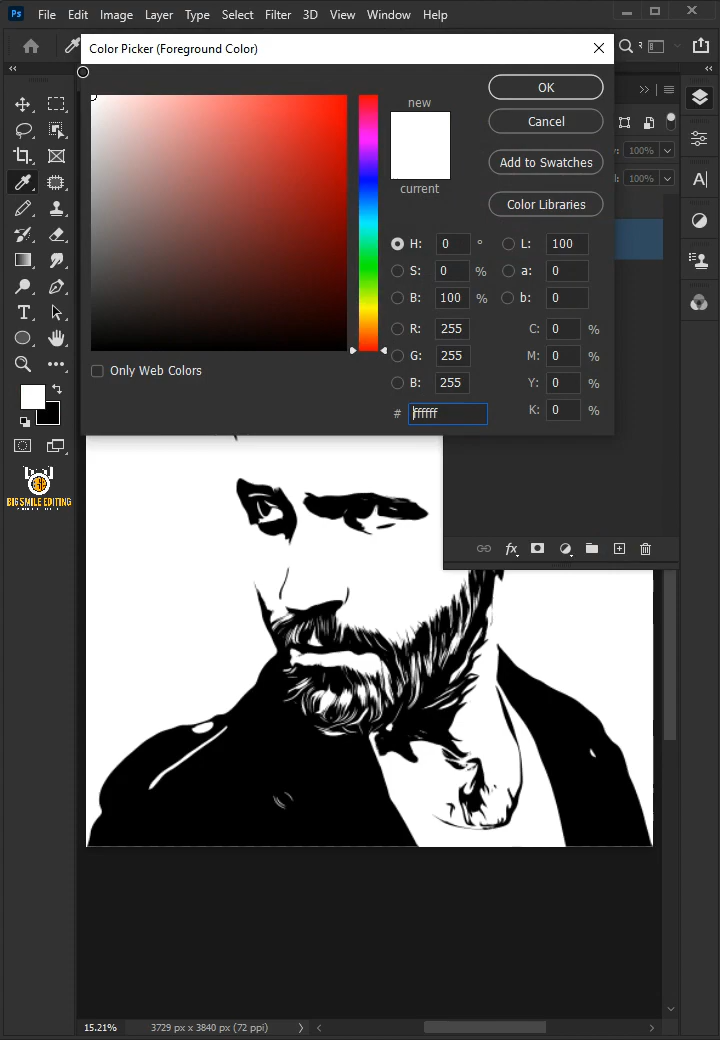 Ps File Edit Image Layer Type Select Filter 3D View Window Help
Color Picker (Foreground Color)
new
current
OK
Cancel
Add to Swatches
Color Libraries
100%
100%
H: 0 ° L: 100
S: 0 % a: 0
B: 100 % b: 0
R: 255 C: 0 %
G: 255 M: 0 %
B: 255 Y: 0 %
# ffffff K: 0 %
Only Web Colors
BIG SMILE EDITING
fx
15.21% 3729 px x 3840 px (72 ppi)